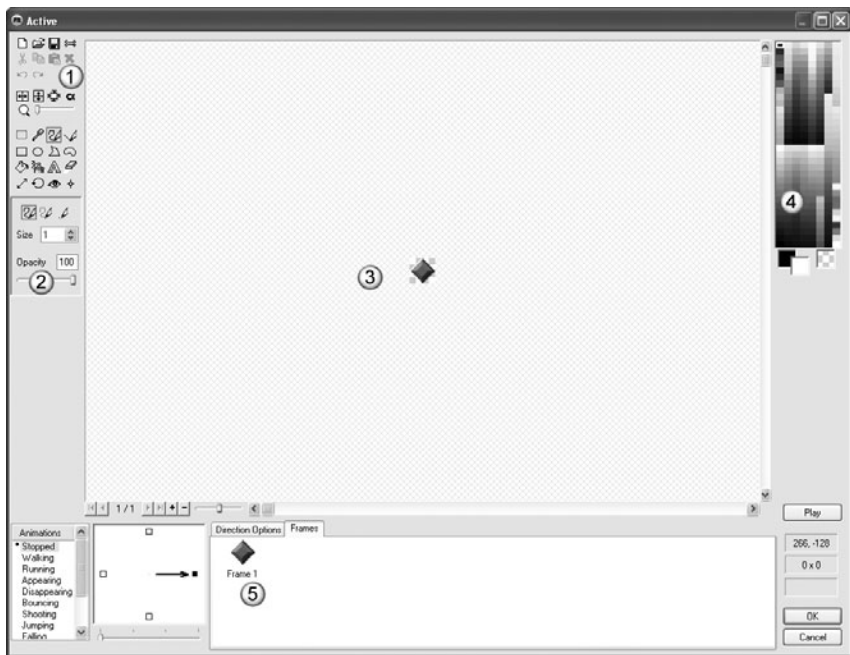 Active
1
Size 1
Opacity 100
2
3
4
1 / 1
Play
Animations
Stopped
Walking
Running
Appearing
Disappearing
Bouncing
Shooting
Jumping
Falling
Direction Options Frames
Frame 1
5
266, -128
0 x 0
OK
Cancel